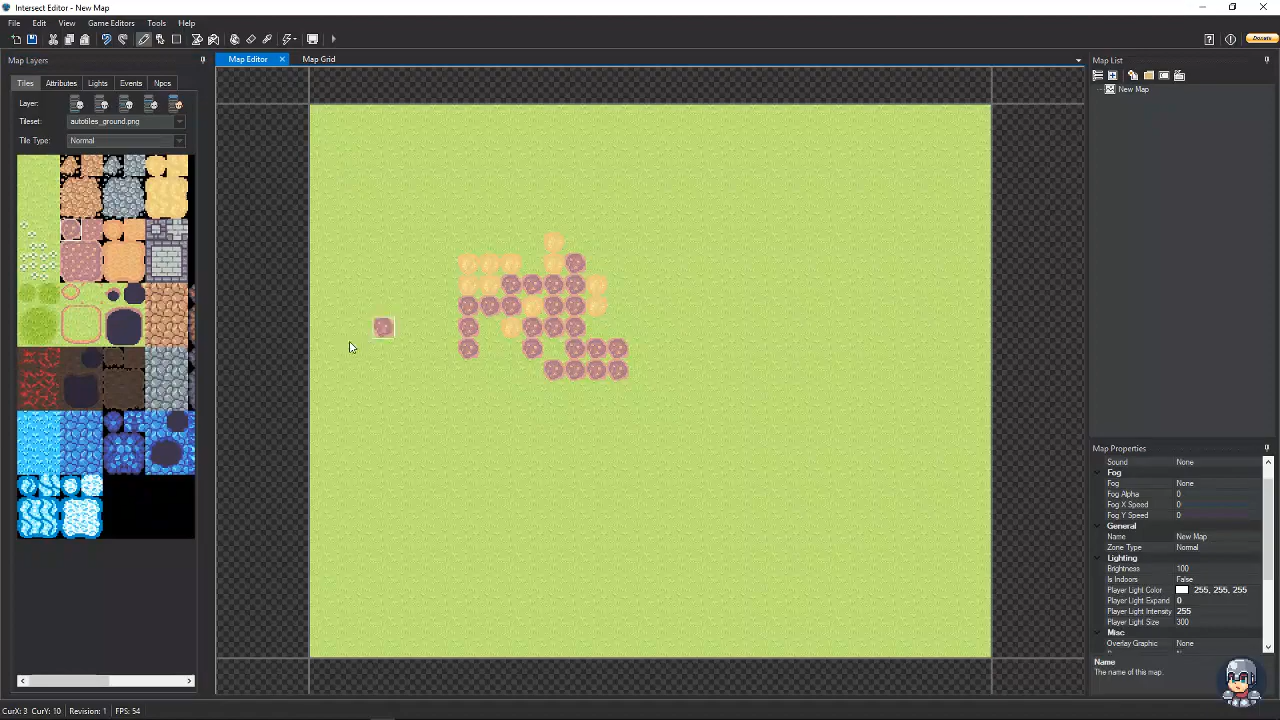 Intersect Editor - New Map
File Edit View Game Editors Tools Help
Donate
Map Layers
Map Editor
Map Grid
Map List
Tiles Attributes Lights Events Npcs
New Map
Layer:
Tileset: autotiles_ground.png
Tile Type: Normal
Map Properties
Sound None
Fog
Fog None
Fog Alpha 0
Fog X Speed 0
Fog Y Speed 0
General
Name New Map
Zone Type Normal
Lighting
Brightness 100
Is Indoors False
Player Light Color 255, 255, 255
Player Light Expand 0
Player Light Intensity 255
Player Light Size 300
Misc
Overlay Graphic None
Name
The name of this map.
CurX: 3 CurY: 10 Revision: 1 FPS: 54